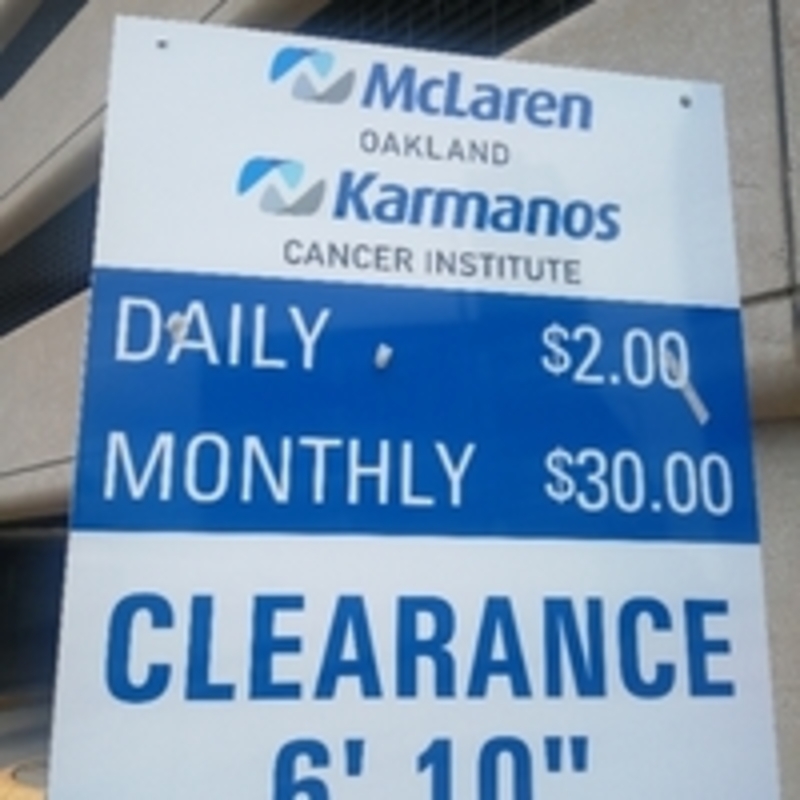 McLaren
OAKLAND
Karmanos
CANCER INSTITUTE
DAILY $2.00
MONTHLY $30.00
CLEARANCE
6' 10"